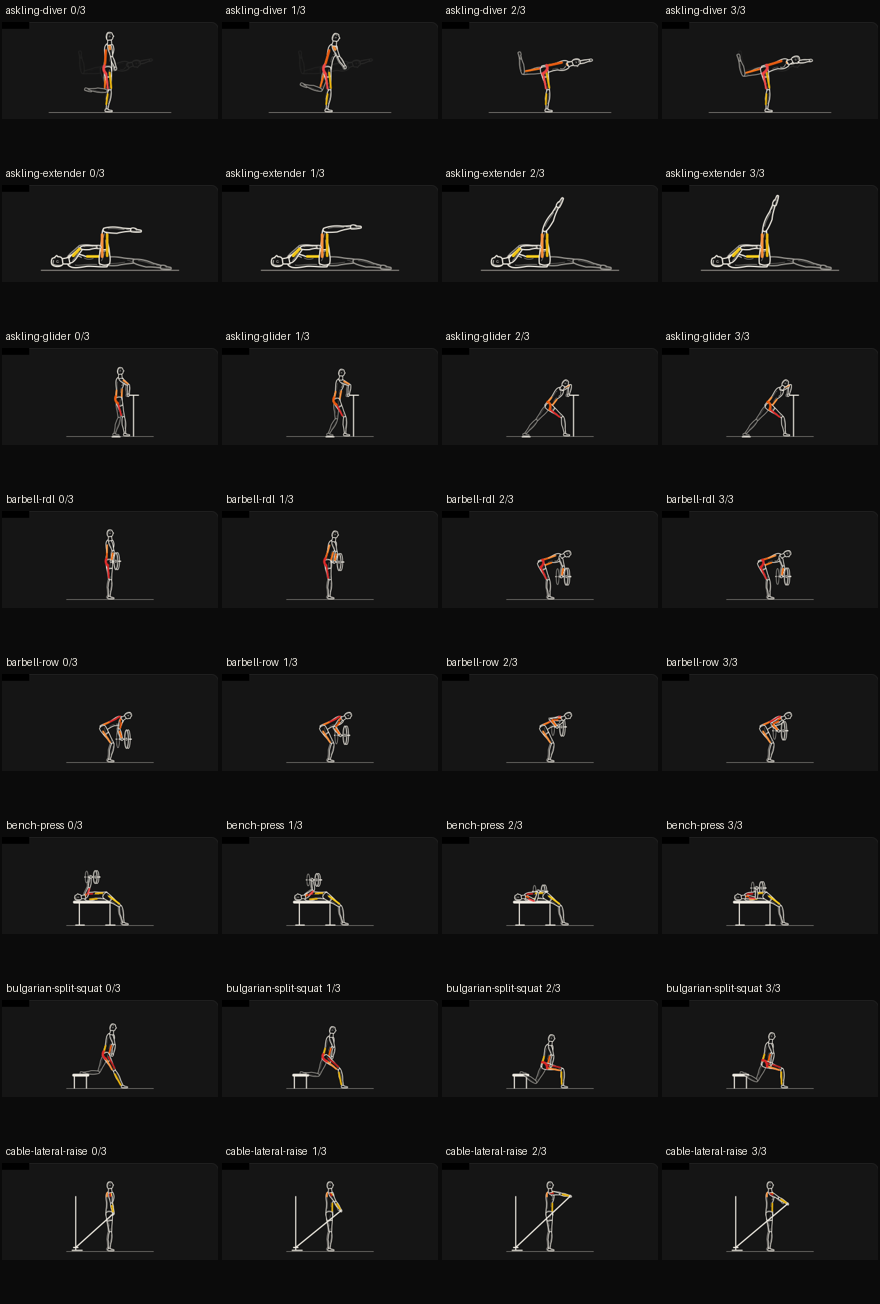 askling-diver 0/3
askling-diver 1/3
askling-diver 2/3
askling-diver 3/3
askling-extender 0/3
askling-extender 1/3
askling-extender 2/3
askling-extender 3/3
askling-glider 0/3
askling-glider 1/3
askling-glider 2/3
askling-glider 3/3
barbell-rdl 0/3
barbell-rdl 1/3
barbell-rdl 2/3
barbell-rdl 3/3
barbell-row 0/3
barbell-row 1/3
barbell-row 2/3
barbell-row 3/3
bench-press 0/3
bench-press 1/3
bench-press 2/3
bench-press 3/3
bulgarian-split-squat 0/3
bulgarian-split-squat 1/3
bulgarian-split-squat 2/3
bulgarian-split-squat 3/3
cable-lateral-raise 0/3
cable-lateral-raise 1/3
cable-lateral-raise 2/3
cable-lateral-raise 3/3